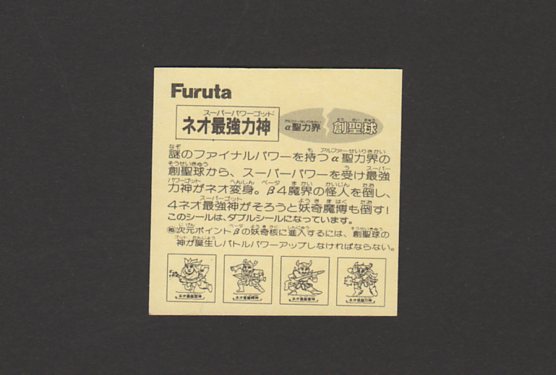 Furuta
スーパーパワーゴッド
ネオ最強力神
α聖力界
創聖球
謎のファイナルパワーを持つα聖力界の
創聖球から、スーパーパワーを受け最強
力神がネオ変身。β4魔界の怪人を倒し、
4ネオ最強神がそろうと妖奇魔博も倒す!
このシールは、ダブルシールになっています。
次元ポイントβの妖奇核に進入するには、創聖球の
神が誕生しバトルパワーアップしなければならない。